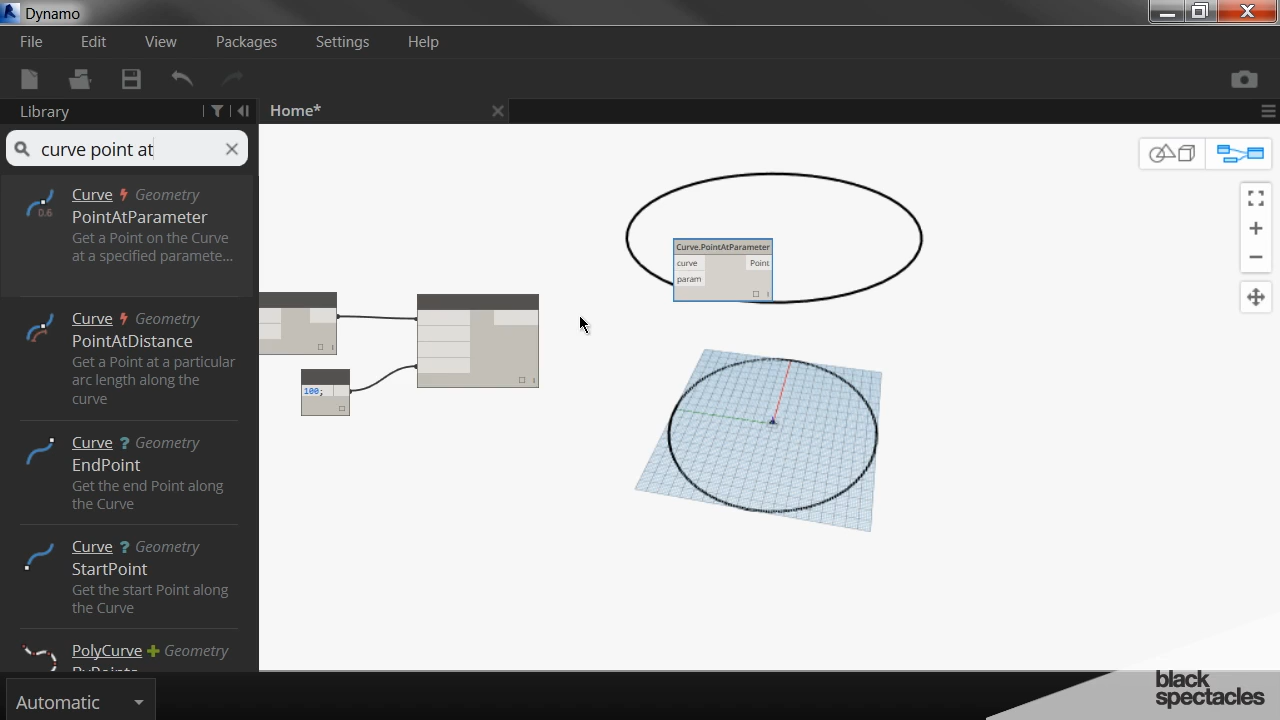 Dynamo
File Edit View Packages Settings Help
Library
Home*
curve point at
Curve Geometry
PointAtParameter
Get a Point on the Curve
at a specified paramete...
Curve Geometry
PointAtDistance
Get a Point at a particular
arc length along the
curve
Curve ? Geometry
EndPoint
Get the end Point along
the Curve
Curve ? Geometry
StartPoint
Get the start Point along
the Curve
PolyCurve Geometry
ByPoints
Automatic
Curve.PointAtParameter
curve Point
param
100;
black
spectacles